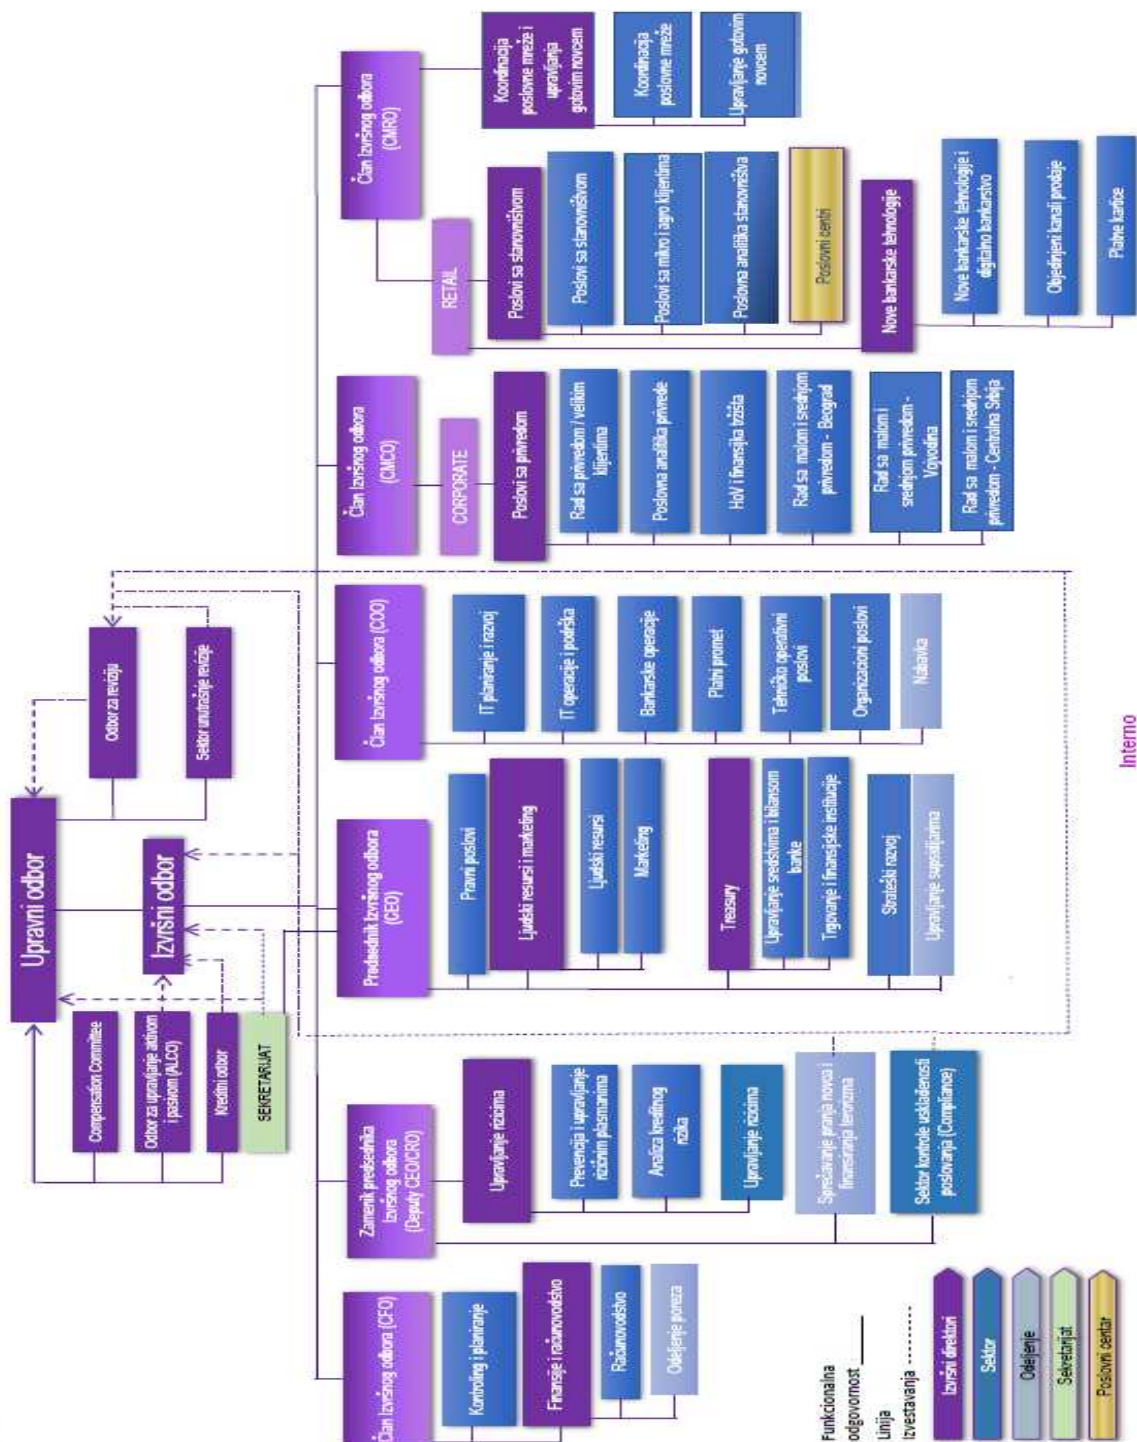 Upravni odbor
Izvršni odbor
Odbor za reviziju
Sektor unutrašnje revizije
Compensation Committee
Odbor za upravljanje aktivom
i pasivom (ALCO)
Kreditni odbor
SEKRETARIJAT
Član Izvršnog odbora (CFO)
Kontroling i planiranje
Finansije i računovodstvo
Računovodstvo
Odeljenje poreza
Zamenik predsednika
Izvršnog odbora
(Deputy CEO/CRO)
Upravljanje rizicima
Prevencija i upravljanje
rizičnim plasmanima
Analiza kreditnog
rizika
Upravljanje rizicima
Sprečavanje pranja novca i
finansiranja terorizma
Sektor kontrole usklađenosti
poslovanja (Compliance)
Predsednik Izvršnog odbora
(CEO)
Pravni poslovi
Ljudski resursi i marketing
Ljudski resursi
Marketing
Treasury
Upravljanje sredstvima i bilansom
banke
Trgovanje i finansijske institucije
Strateški razvoj
Upravljanje supsidijarima
Član Izvršnog odbora (COO)
IT planiranje i razvoj
IT operacije i podrška
Bankarske operacije
Platni promet
Tehničko operativni
poslovi
Organizacioni poslovi
Nabavka
Član Izvršnog odbora
(CMCO)
CORPORATE
Poslovi sa privredom
Rad sa privredom / velikim
klijentima
Poslovna analitika privrede
HoV i finansijska tržišta
Rad sa malom i srednjom
privredom - Beograd
Rad sa malom i
srednjom privredom -
Vojvodina
Rad sa malom i srednjom
privredom - Centralna Srbija
Član Izvršnog odbora
(CMRO)
RETAIL
Poslovi sa stanovništvom
Poslovi sa stanovništvom
Poslovi sa mikro i agro klijentima
Poslovna analitika stanovništva
Poslovni centri
Nove bankarske tehnologije
Nove bankarske tehnologije i
digitalno bankarstvo
Objedinjeni kanali prodaje
Platne kartice
Koordinacija
poslovne mreže i
upravljanja
gotovim novcem
Koordinacija
poslovne mreže
Upravljanje gotovim
novcem
Funkcionalna
odgovornost
Linija
Izvestavanja
Izvršni direktori
Sektor
Odeljenje
Sekretarijat
Poslovni centar
Interno